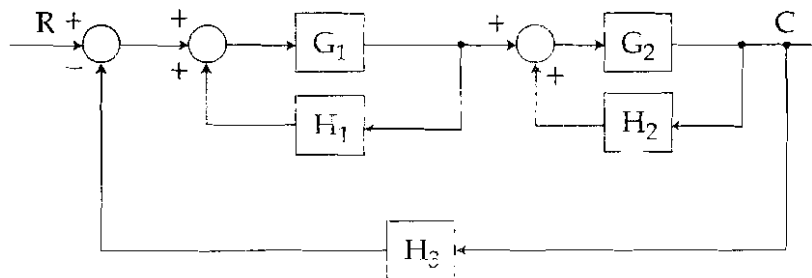 R + + G₁ + G₂ C
− + +
H₁ H₂
H₃